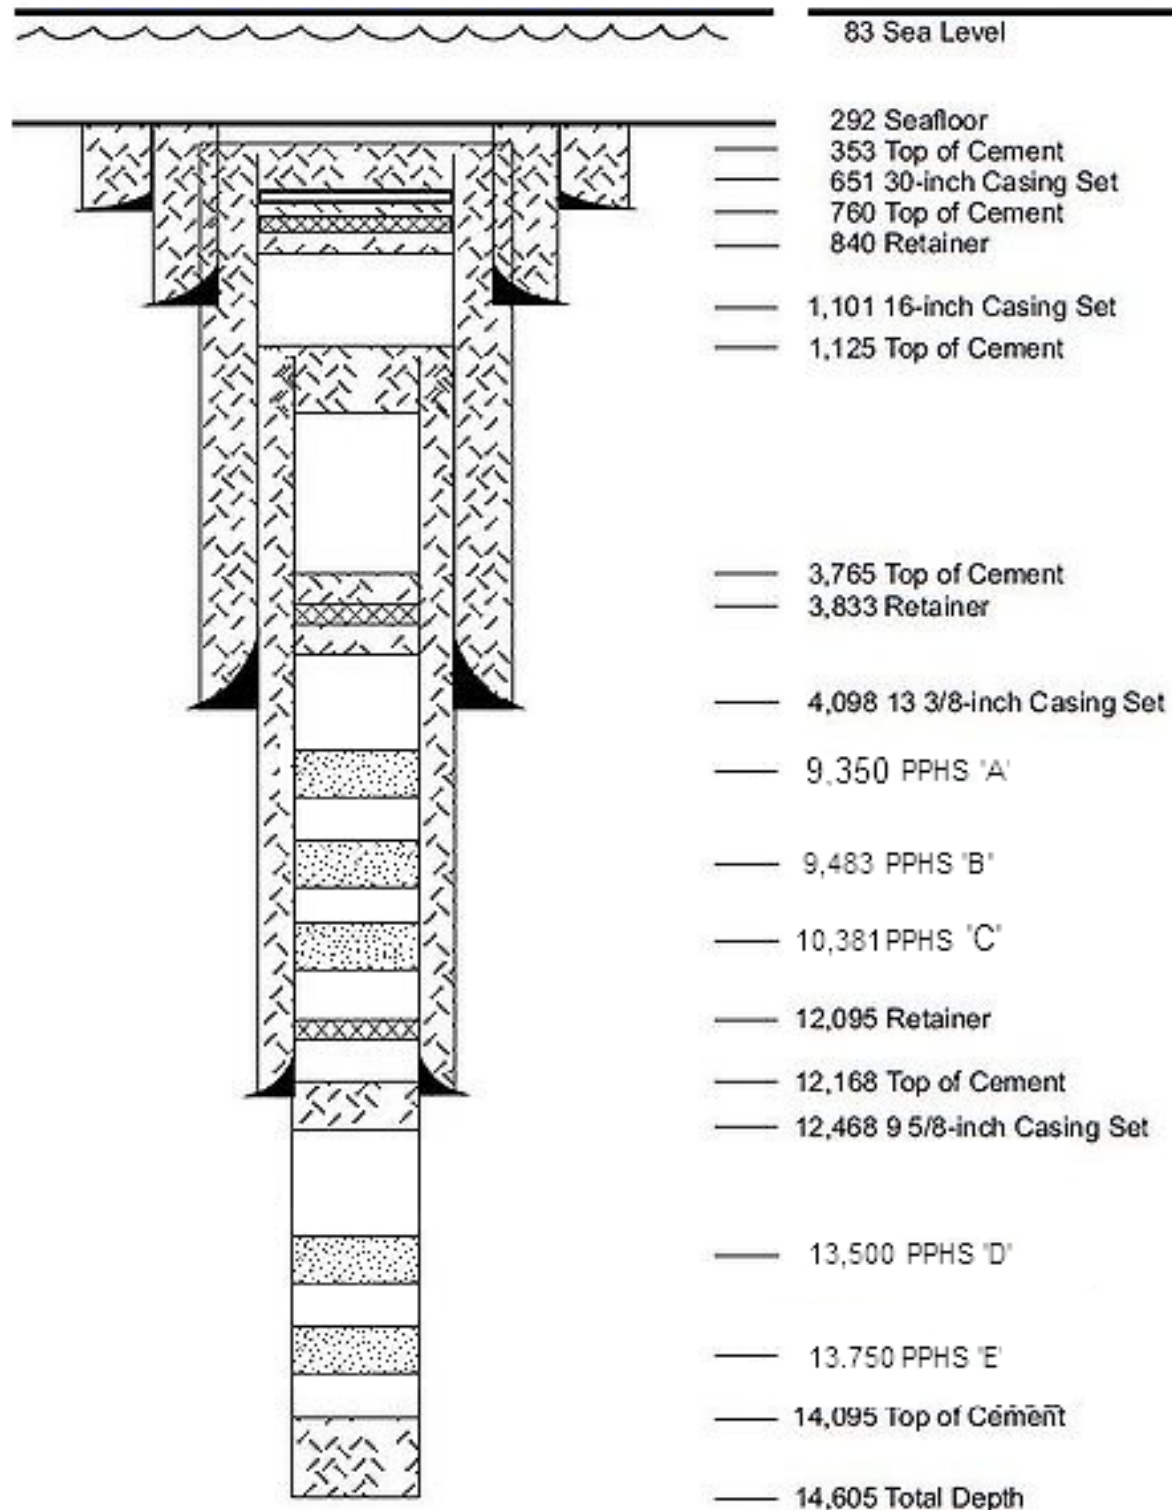 83 Sea Level
292 Seafloor
353 Top of Cement
651 30-inch Casing Set
760 Top of Cement
840 Retainer
1,101 16-inch Casing Set
1,125 Top of Cement
3,765 Top of Cement
3,833 Retainer
4,098 13 3/8-inch Casing Set
9.350 PPHS 'A'
9,483 PPHS 'B'
10,381 PPHS 'C'
12,095 Retainer
12,168 Top of Cement
12,468 9 5/8-inch Casing Set
13,500 PPHS 'D'
13.750 PPHS 'E'
14,095 Top of Cement
14,605 Total Depth